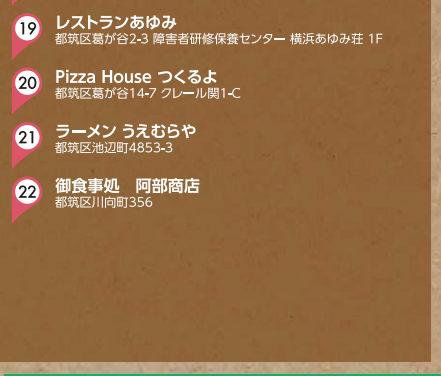 19
レストランあゆみ
都筑区葛が谷2-3 障害者研修保養センター 横浜あゆみ荘 1F
20
Pizza House つくるよ
都筑区葛が谷14-7 クレール関1-C
21
ラーメン うえむらや
都筑区池辺町4853-3
22
御食事処　阿部商店
都筑区川向町356